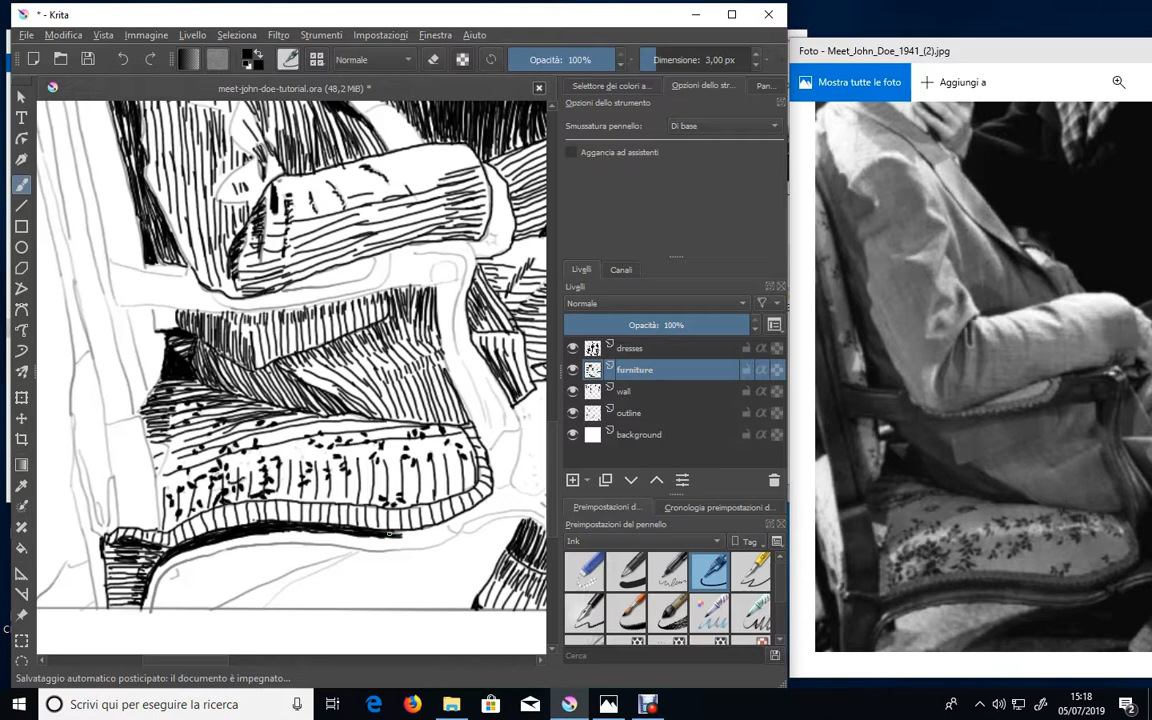 * - Krita
File Modifica Vista Immagine Livello Seleziona Filtro Strumenti Impostazioni Finestra Aiuto
Normale
Opacità: 100%
Dimensione: 3,00 px
meet-john-doe-tutorial.ora (48,2 MiB) *
Selettore dei colori a...
Opzioni dello str...
Pan...
Opzioni dello strumento
Smussatura pennello:
Di base
Aggancia ad assistenti
Livelli
Canali
Livelli
Normale
Opacità: 100%
dresses
furniture
wall
outline
background
Preimpostazioni d...
Cronologia preimpostazioni d...
Preimpostazioni del pennello
Ink
Tag
Cerca
Salvataggio automatico posticipato: il documento è impegnato...
Foto - Meet_John_Doe_1941_(2).jpg
Mostra tutte le foto
Aggiungi a
Scrivi qui per eseguire la ricerca
15:18
05/07/2019
2